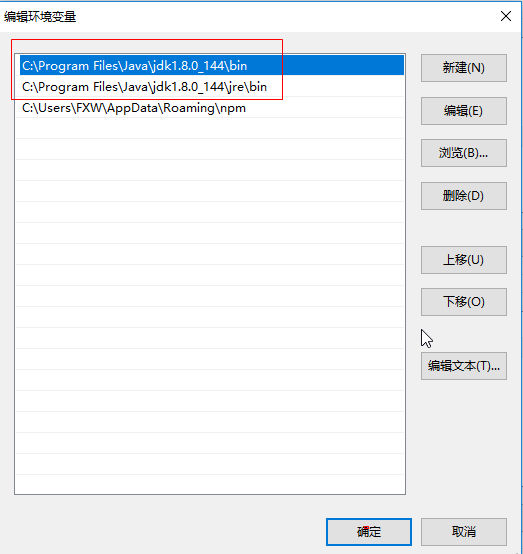 编辑环境变量
C:\Program Files\Java\jdk1.8.0_144\bin
C:\Program Files\Java\jdk1.8.0_144\jre\bin
C:\Users\FXW\AppData\Roaming\npm
新建(N)
编辑(E)
浏览(B)...
删除(D)
上移(U)
下移(O)
编辑文本(T)...
确定
取消